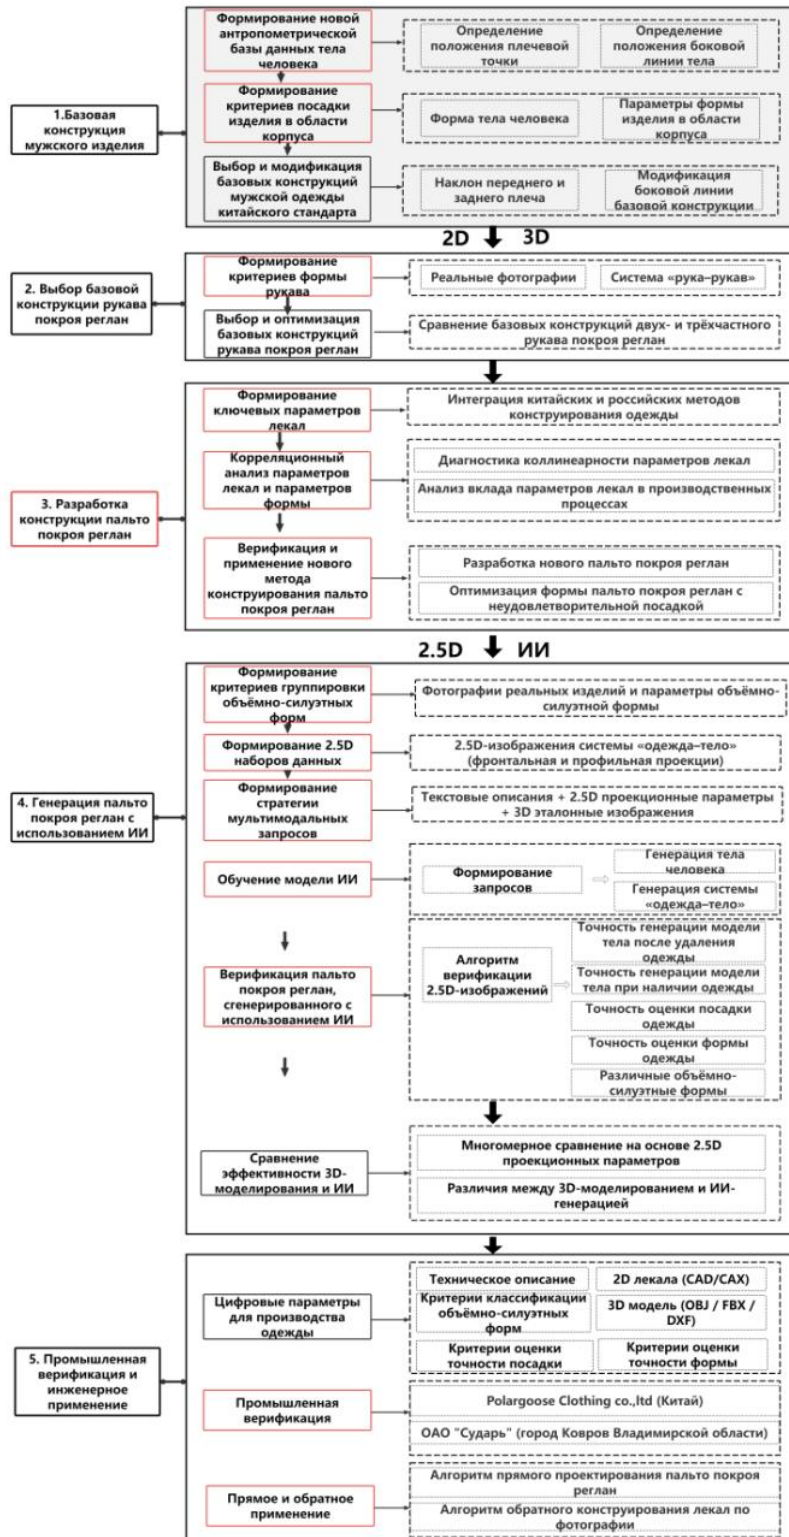 1.Базовая
конструкция
мужского изделия
Формирование новой
антропометрической
базы данных тела
человека
Определение
положения плечевой
точки
Определение
положения боковой
линии тела
Формирование
критериев посадки
изделия в области
корпуса
Форма тела человека
Параметры формы
изделия в области
корпуса
Выбор и модификация
базовых конструкций
мужской одежды
китайского стандарта
Наклон переднего и
заднего плеча
Модификация
боковой линии
базовой конструкции
2D 3D
2. Выбор базовой
конструкции рукава
покроя реглан
Формирование
критериев формы
рукава
Реальные фотографии
Система «рука–рукав»
Выбор и оптимизация
базовых конструкций
рукава покроя реглан
Сравнение базовых конструкций двух- и трёхчастного
рукава покроя реглан
3. Разработка
конструкции пальто
покроя реглан
Формирование
ключевых параметров
лекал
Интеграция китайских и российских методов
конструирования одежды
Корреляционный
анализ параметров
лекал и параметров
формы
Диагностика коллинеарности параметров лекал
Анализ вклада параметров лекал в производственных
процессах
Верификация и
применение нового
метода
конструирования пальто
покроя реглан
Разработка нового пальто покроя реглан
Оптимизация формы пальто покроя реглан с
неудовлетворительной посадкой
2.5D ИИ
4. Генерация пальто
покроя реглан с
использованием ИИ
Формирование
критериев группировки
объёмно-силуэтных
форм
Фотографии реальных изделий и параметры объёмно-
силуэтной формы
Формирование 2.5D
наборов данных
2.5D-изображения системы «одежда–тело»
(фронтальная и профильная проекции)
Формирование
стратегии
мультимодальных
запросов
Текстовые описания + 2.5D проекционные параметры
+ 3D эталонные изображения
Обучение модели ИИ
Формирование
запросов
Генерация тела
человека
Генерация системы
«одежда–тело»
Верификация пальто
покроя реглан,
сгенерированного с
использованием ИИ
Алгоритм
верификации
2.5D-изображений
Точность генерации модели
тела после удаления
одежды
Точность генерации модели
тела при наличии одежды
Точность оценки посадки
одежды
Точность оценки формы
одежды
Различные объёмно-
силуэтные формы
Сравнение
эффективности 3D-
моделирования и ИИ
Многомерное сравнение на основе 2.5D
проекционных параметров
Различия между 3D-моделированием и ИИ-
генерацией
5. Промышленная
верификация и
инженерное
применение
Цифровые параметры
для производства
одежды
Техническое описание
2D лекала (CAD/CAX)
Критерии классификации
объёмно-силуэтных
форм
3D модель (OBJ / FBX /
DXF)
Критерии оценки
точности посадки
Критерии оценки
точности формы
Промышленная
верификация
Polargoose Clothing co.,ltd (Китай)
ОАО "Сударь" (город Ковров Владимирской области)
Прямое и обратное
применение
Алгоритм прямого проектирования пальто покроя
реглан
Алгоритм обратного конструирования лекал по
фотографии